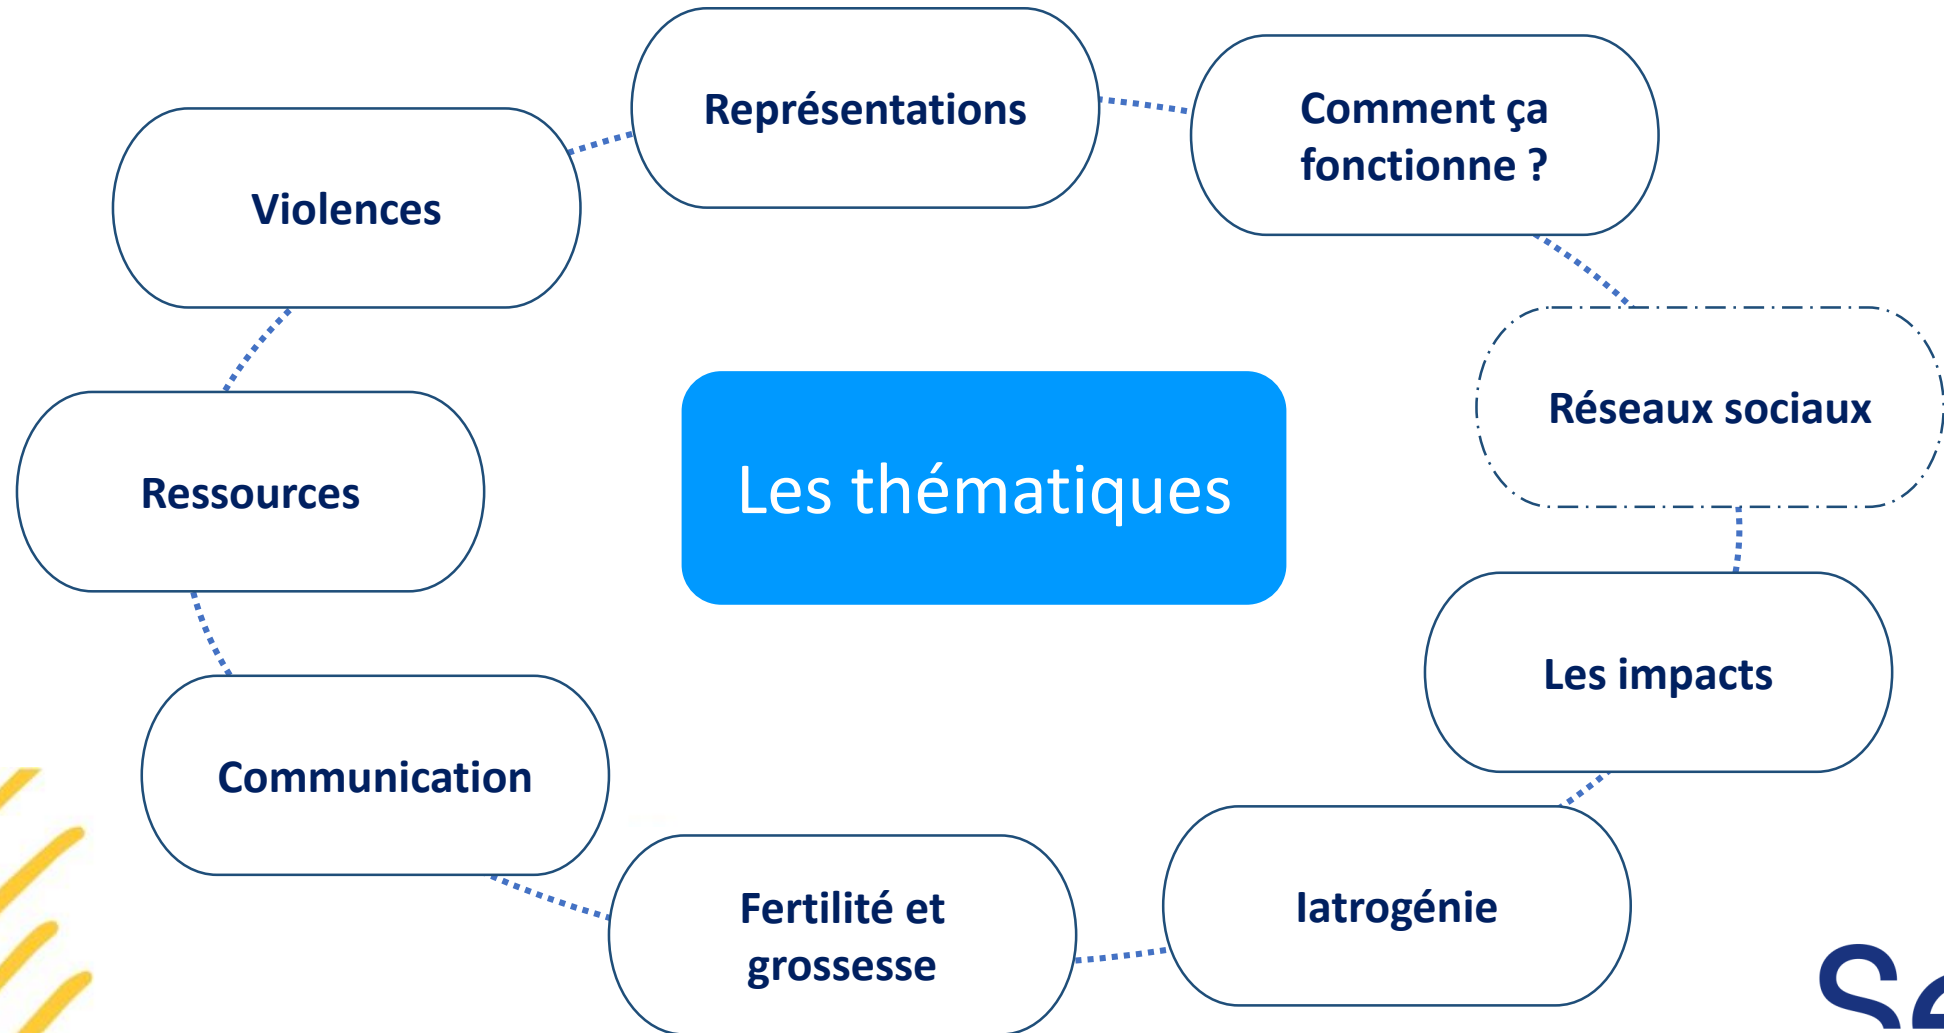 Représentations
Comment ça
fonctionne ?
Violences
Réseaux sociaux
Les thématiques
Ressources
Les impacts
Communication
Iatrogénie
Fertilité et
grossesse